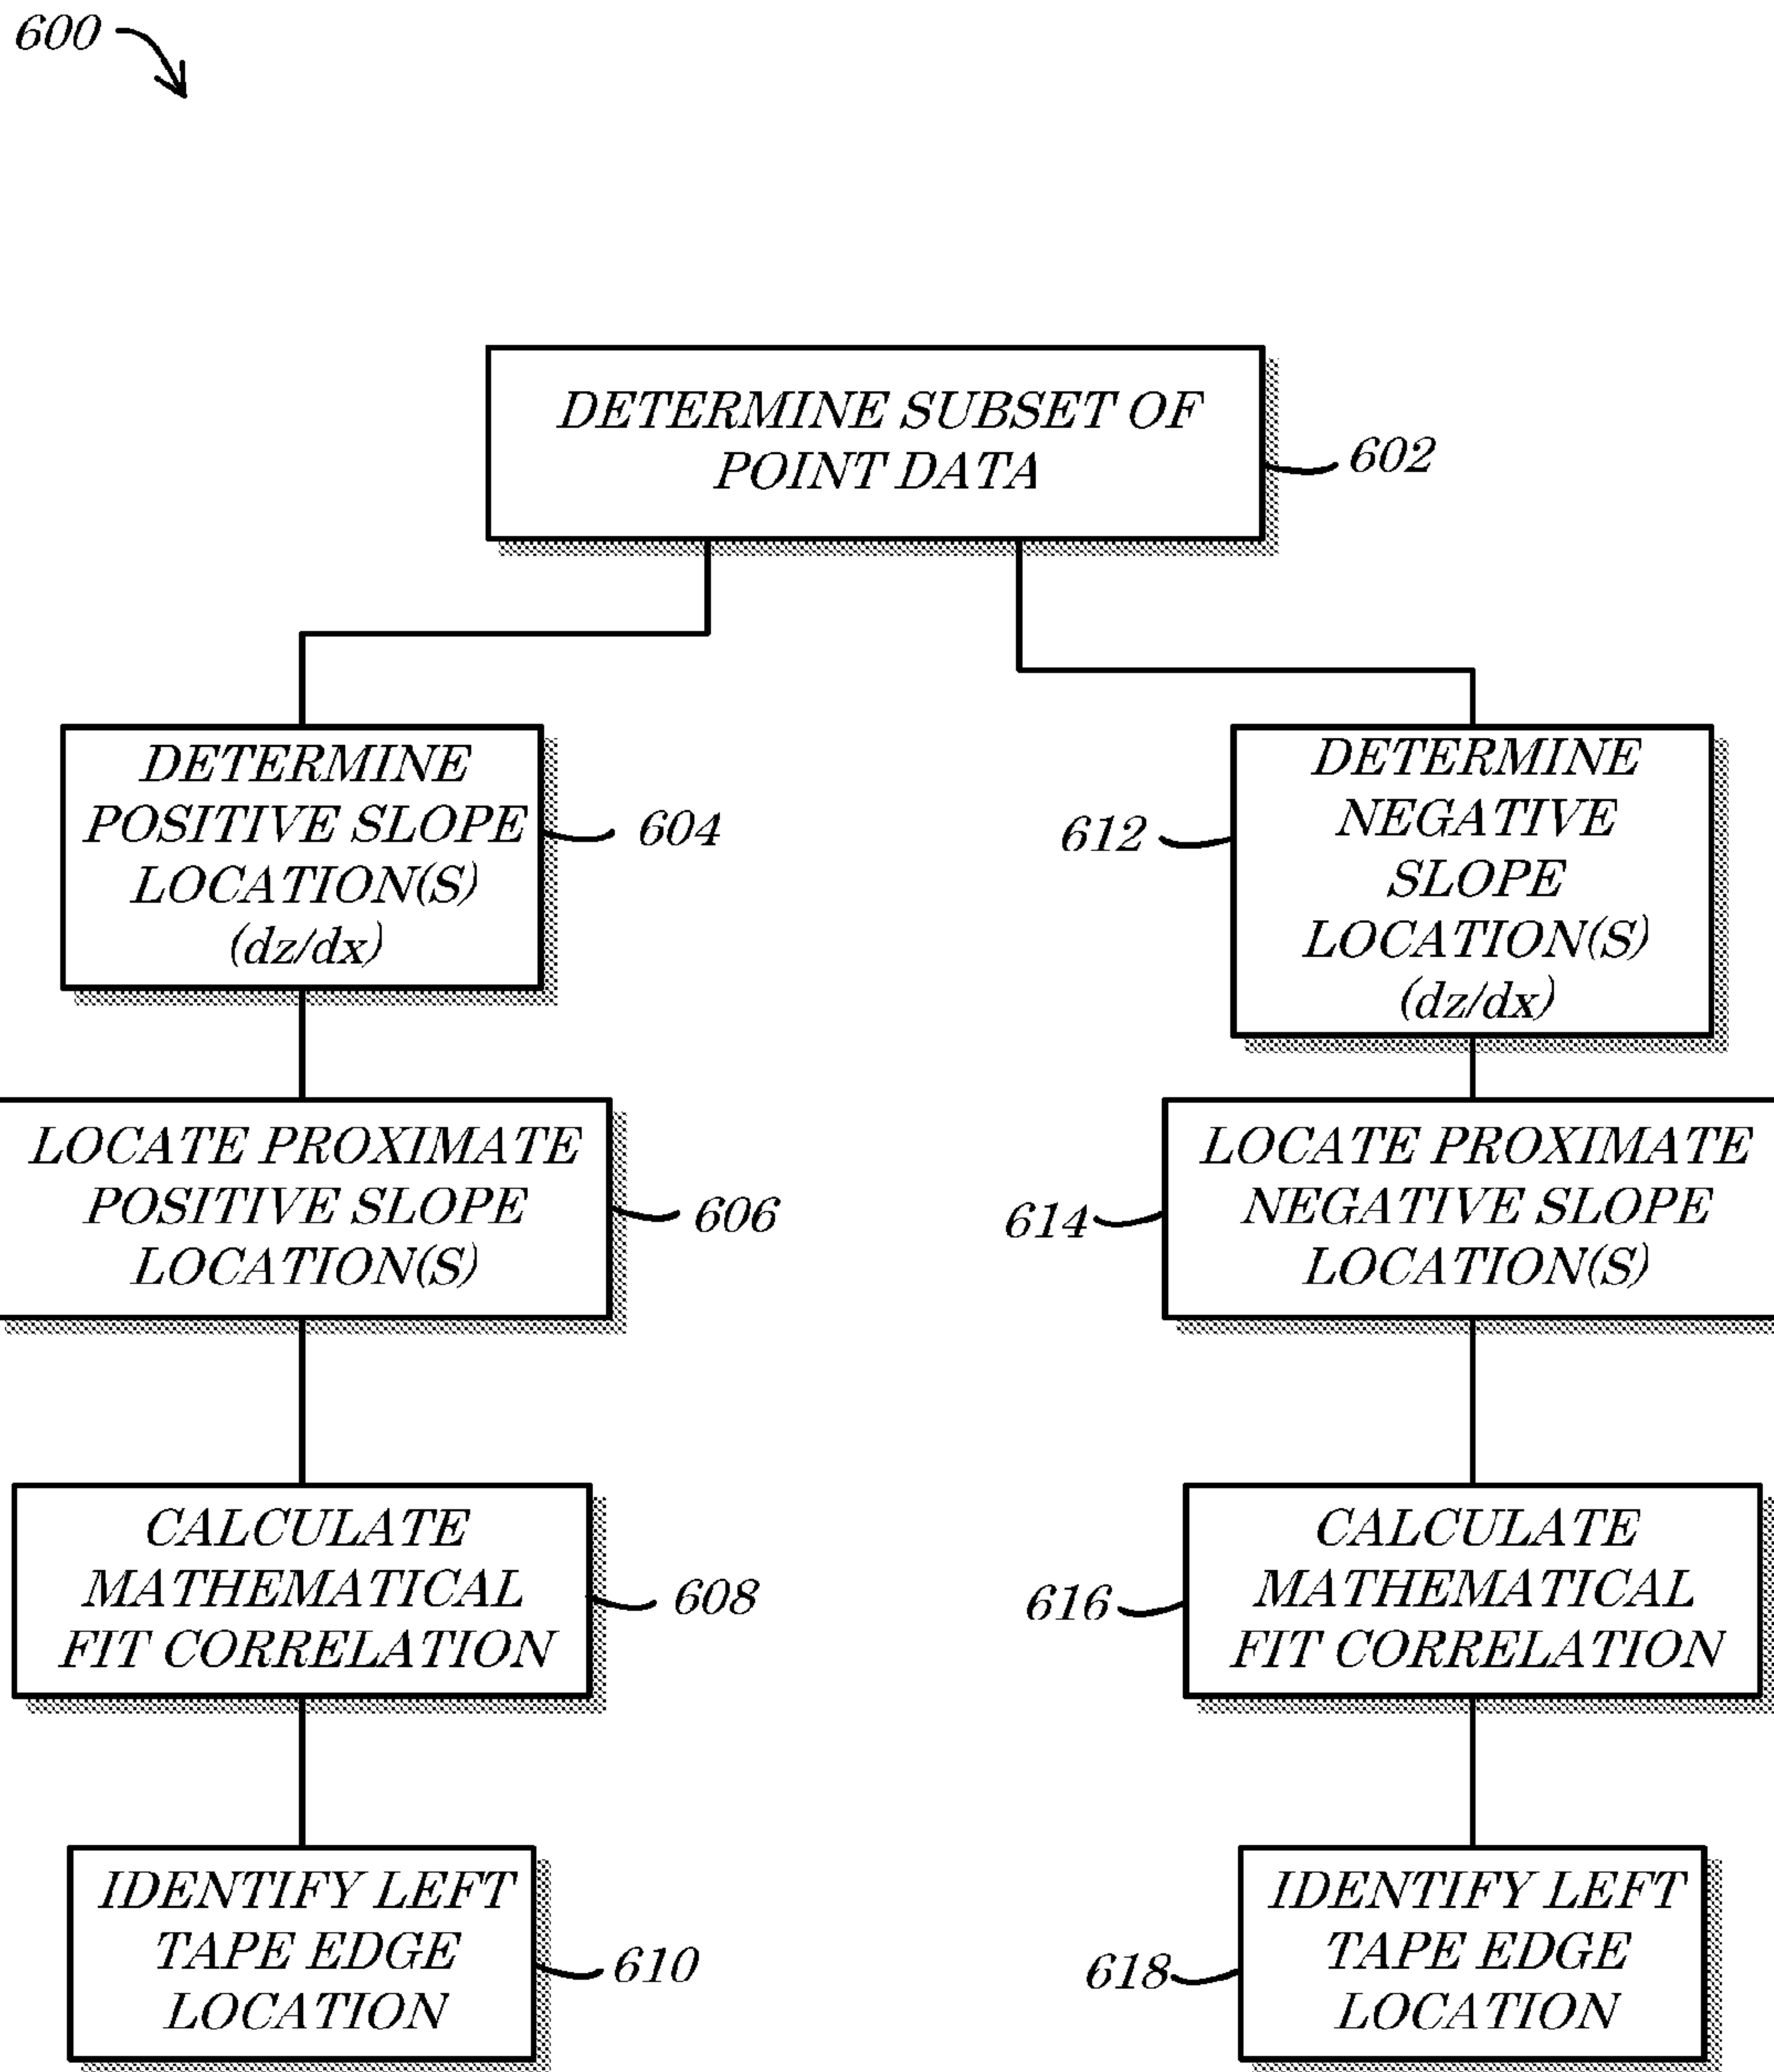 600
DETERMINE SUBSET OF
POINT DATA
602
DETERMINE
POSITIVE SLOPE
LOCATION(S)
(dz/dx)
604
LOCATE PROXIMATE
POSITIVE SLOPE
LOCATION(S)
606
CALCULATE
MATHEMATICAL
FIT CORRELATION
608
IDENTIFY LEFT
TAPE EDGE
LOCATION
610
DETERMINE
NEGATIVE
SLOPE
LOCATION(S)
(dz/dx)
612
LOCATE PROXIMATE
NEGATIVE SLOPE
LOCATION(S)
614
CALCULATE
MATHEMATICAL
FIT CORRELATION
616
IDENTIFY LEFT
TAPE EDGE
LOCATION
618